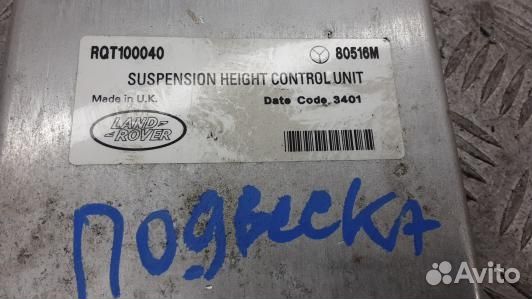 RQT100040 80516M
SUSPENSION HEIGHT CONTROL UNIT
Made in U.K. Date Code. 3401
LAND
ROVER
ПОДВЕСКА
Avito